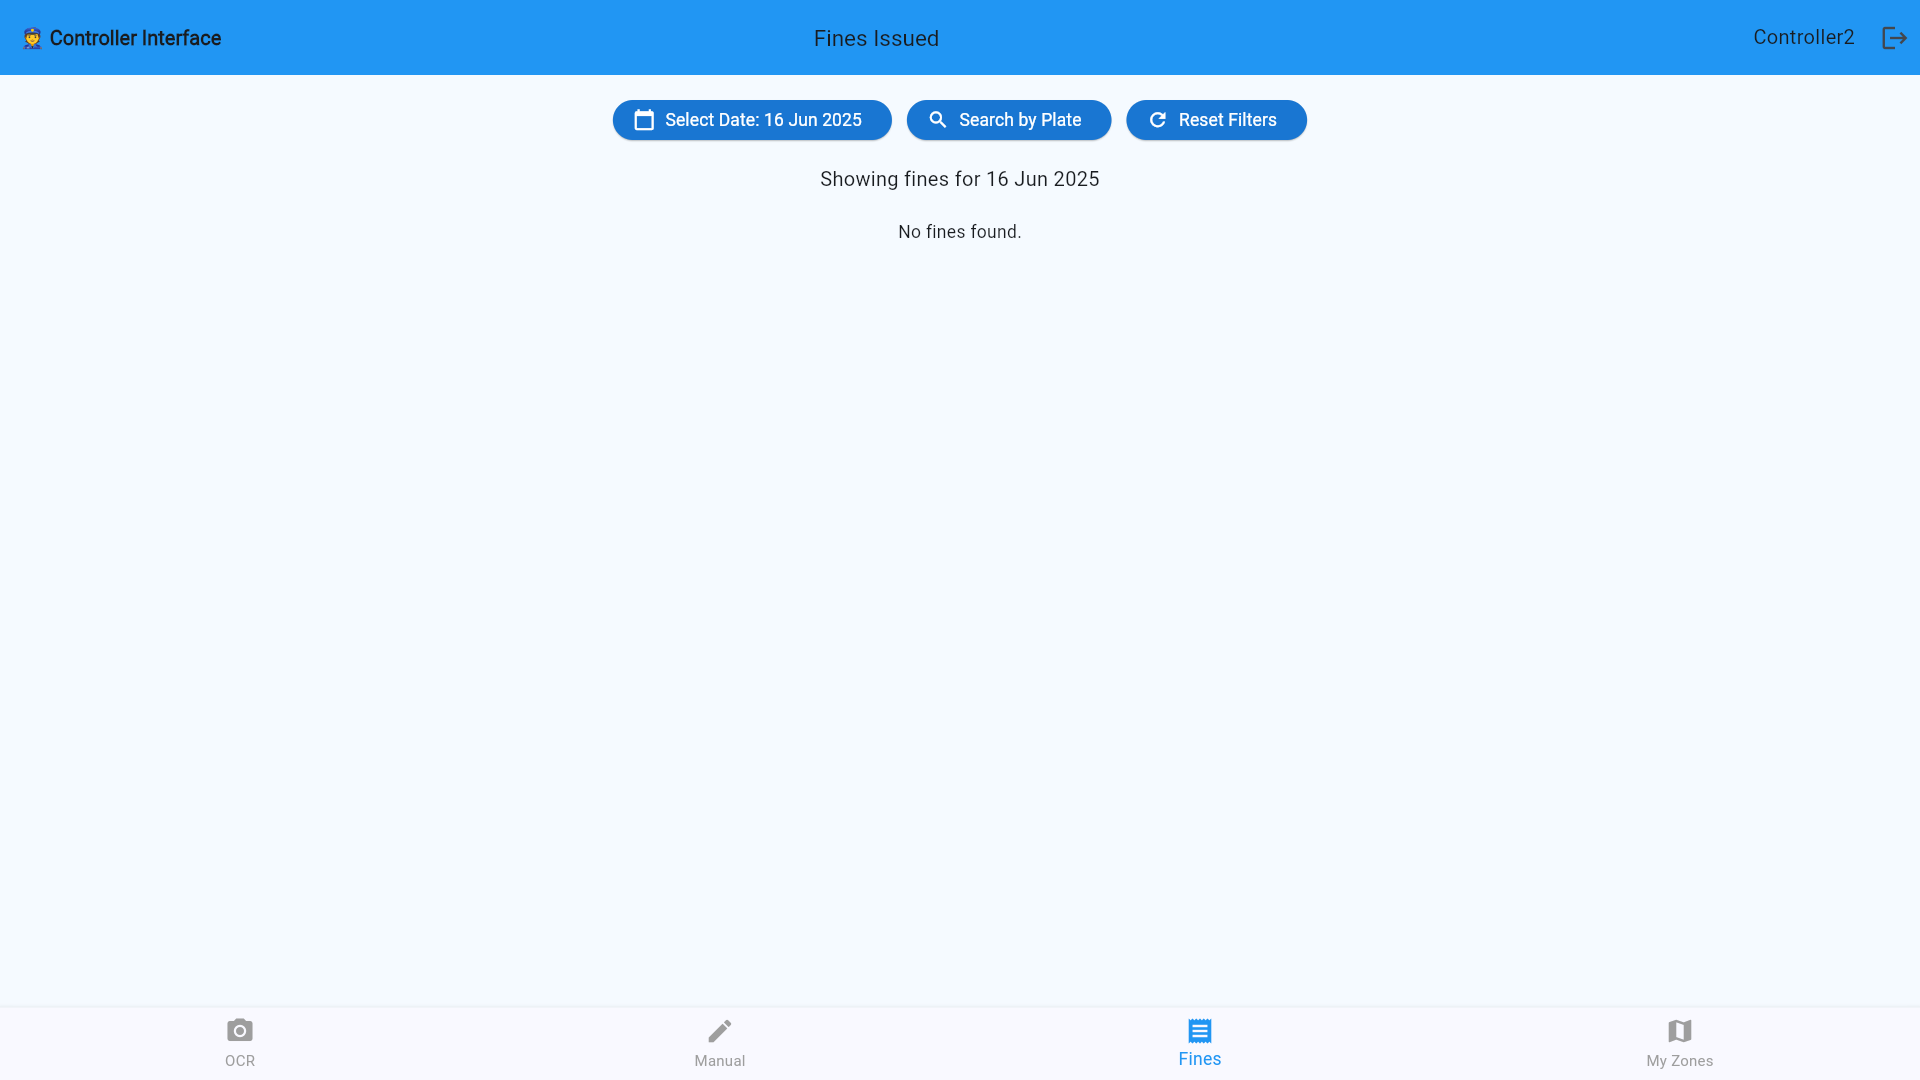 Controller Interface
Fines Issued
Controller2
Select Date: 16 Jun 2025
Search by Plate
Reset Filters
Showing fines for 16 Jun 2025
No fines found.
OCR
Manual
Fines
My Zones